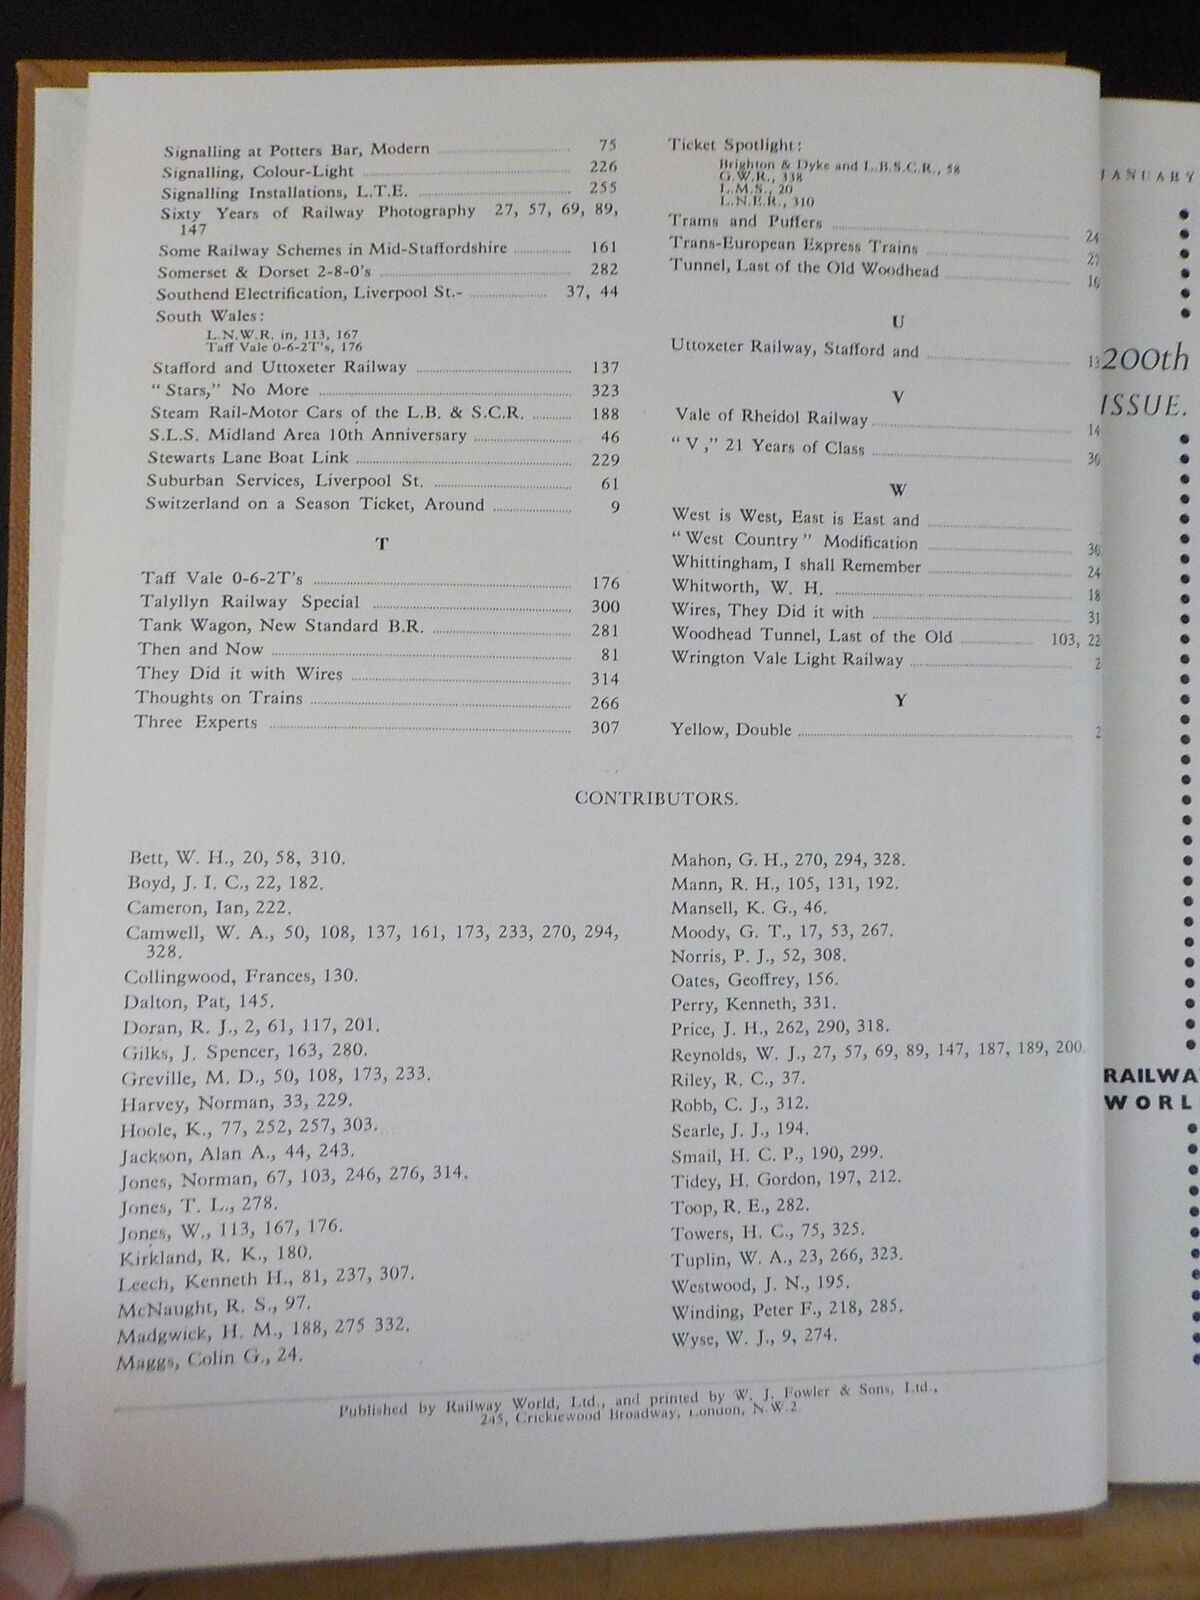 Signalling at Potters Bar, Modern 75
Signalling, Colour-Light 226
Signalling Installations, L.T.E. 255
Sixty Years of Railway Photography 27, 57, 69, 89,
147
Some Railway Schemes in Mid-Staffordshire 161
Somerset & Dorset 2-8-0's 282
Southend Electrification, Liverpool St.- 37, 44
South Wales:
L.N.W.R. in, 113, 167
Taff Vale 0-6-2T's, 176
Stafford and Uttoxeter Railway 137
"Stars," No More 323
Steam Rail-Motor Cars of the L.B. & S.C.R. 188
S.L.S. Midland Area 10th Anniversary 46
Stewarts Lane Boat Link 229
Suburban Services, Liverpool St. 61
Switzerland on a Season Ticket, Around 9
T
Taff Vale 0-6-2T's 176
Talyllyn Railway Special 300
Tank Wagon, New Standard B.R. 281
Then and Now 81
They Did it with Wires 314
Thoughts on Trains 266
Three Experts 307
Ticket Spotlight:
Brighton & Dyke and L.B.S.C.R., 58
G.W.R., 338
L.M.S., 20
L.N.E.R., 310
Trams and Puffers 24
Trans-European Express Trains 27
Tunnel, Last of the Old Woodhead 10
U
Uttoxeter Railway, Stafford and 13
V
Vale of Rheidol Railway 14
"V," 21 Years of Class 30
W
West is West, East is East and
"West Country" Modification 30
Whittingham, I shall Remember 24
Whitworth, W. H. 18
Wires, They Did it with 31
Woodhead Tunnel, Last of the Old 103, 22
Wrington Vale Light Railway 2
Y
Yellow, Double 2
CONTRIBUTORS.
Bett, W. H., 20, 58, 310.
Boyd, J. I. C., 22, 182.
Cameron, Ian, 222.
Camwell, W. A., 50, 108, 137, 161, 173, 233, 270, 294,
328.
Collingwood, Frances, 130.
Dalton, Pat, 145.
Doran, R. J., 2, 61, 117, 201.
Gilks, J. Spencer, 163, 280.
Greville, M. D., 50, 108, 173, 233.
Harvey, Norman, 33, 229.
Hoole, K., 77, 252, 257, 303.
Jackson, Alan A., 44, 243.
Jones, Norman, 67, 103, 246, 276, 314.
Jones, T. L., 278.
Jones, W., 113, 167, 176.
Kirkland, R. K., 180.
Leech, Kenneth H., 81, 237, 307.
McNaught, R. S., 97.
Madgwick, H. M., 188, 275 332.
Maggs, Colin G., 24.
Mahon, G. H., 270, 294, 328.
Mann, R. H., 105, 131, 192.
Mansell, K. G., 46.
Moody, G. T., 17, 53, 267.
Norris, P. J., 52, 308.
Oates, Geoffrey, 156.
Perry, Kenneth, 331.
Price, J. H., 262, 290, 318.
Reynolds, W. J., 27, 57, 69, 89, 147, 187, 189, 200.
Riley, R. C., 37.
Robb, C. J., 312.
Searle, J. J., 194.
Smail, H. C. P., 190, 299.
Tidey, H. Gordon, 197, 212.
Toop, R. E., 282.
Towers, H. C., 75, 325.
Tuplin, W. A., 23, 266, 323.
Westwood, J. N., 195.
Winding, Peter F., 218, 285.
Wyse, W. J., 9, 274.
Published by Railway World, Ltd., and printed by W. J. Fowler & Sons, Ltd.,
245, Cricklewood Broadway, London, N.W.2.
JANUARY
200th
ISSUE.
RAILWA
WORL